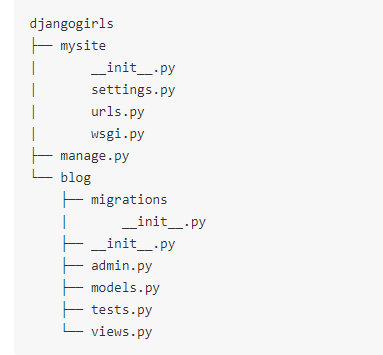 djangogirls
├── mysite
|       __init__.py
|       settings.py
|       urls.py
|       wsgi.py
├── manage.py
└── blog
    ├── migrations
    |       __init__.py
    ├── __init__.py
    ├── admin.py
    ├── models.py
    ├── tests.py
    └── views.py